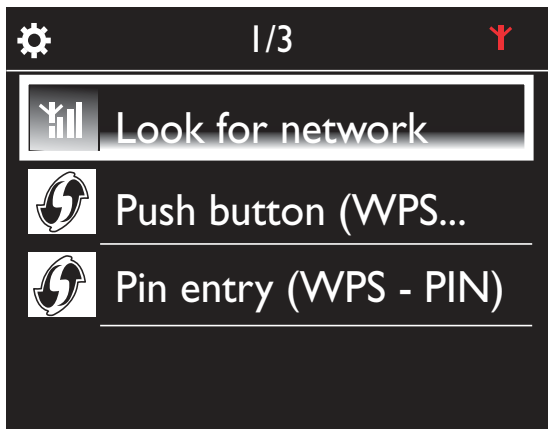 1/3
Look for network
Push button (WPS...
Pin entry (WPS - PIN)